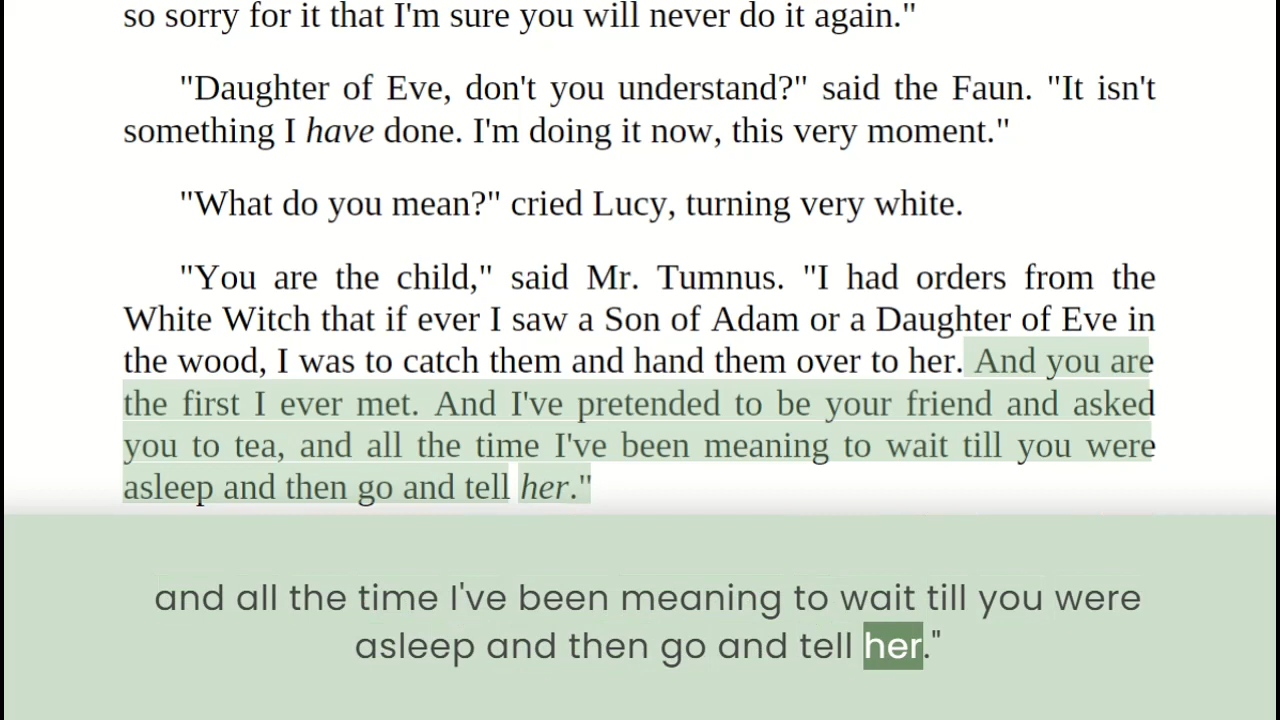 so sorry for it that I'm sure you will never do it again."
"Daughter of Eve, don't you understand?" said the Faun. "It isn't
something I have done. I'm doing it now, this very moment."
"What do you mean?" cried Lucy, turning very white.
"You are the child," said Mr. Tumnus. "I had orders from the
White Witch that if ever I saw a Son of Adam or a Daughter of Eve in
the wood, I was to catch them and hand them over to her. And you are
the first I ever met. And I've pretended to be your friend and asked
you to tea, and all the time I've been meaning to wait till you were
asleep and then go and tell her."
and all the time I've been meaning to wait till you were
asleep and then go and tell her."